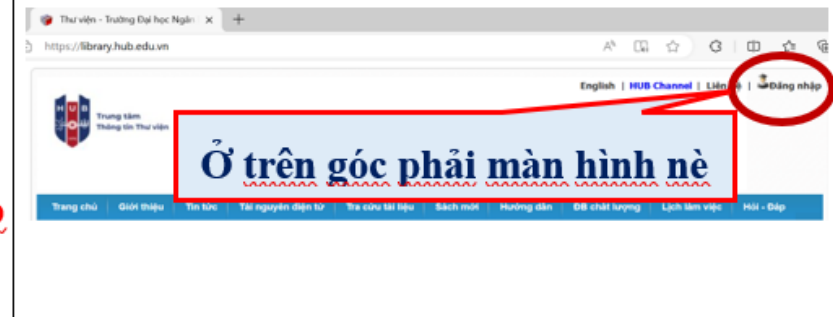 Thư viện - Trường Đại học Ngân
https://library.hub.edu.vn
English | HUB Channel | Liên hệ | Đăng nhập
HUB
Trung tâm
Thông tin Thư viện
Ở trên góc phải màn hình nè
Trang chủ Giới thiệu Tin tức Tài nguyên điện tử Tra cứu tài liệu Sách mới Hướng dẫn ĐB chất lượng Lịch làm việc Hỏi - Đáp